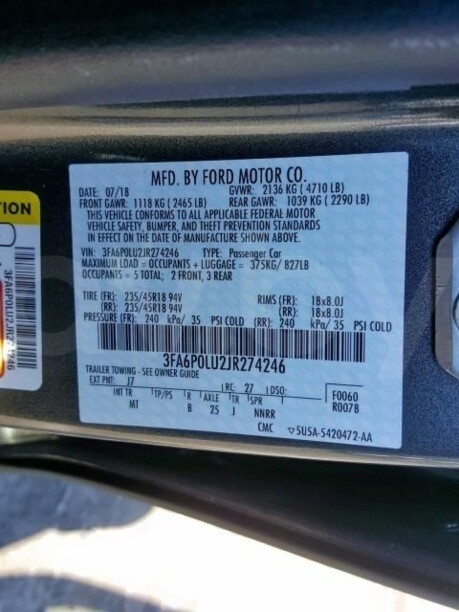 MFD. BY FORD MOTOR CO.
DATE: 07/18 GVWR: 2136 KG ( 4710 LB)
FRONT GAWR: 1118 KG ( 2465 LB) REAR GAWR: 1039 KG ( 2290 LB)
THIS VEHICLE CONFORMS TO ALL APPLICABLE FEDERAL MOTOR
VEHICLE SAFETY, BUMPER, AND THEFT PREVENTION STANDARDS
IN EFFECT ON THE DATE OF MANUFACTURE SHOWN ABOVE.
VIN: 3FA6P0LU2JR274246 TYPE: Passenger Car
MAXIMUM LOAD = OCCUPANTS + LUGGAGE = 375KG/ 827LB
OCCUPANTS = 5 TOTAL; 2 FRONT, 3 REAR
TIRE (FR): 235/45R18 94V RIMS (FR): 18x8.0J
(RR): 235/45R18 94V (RR): 18x8.0J
PRESSURE (FR): 240 kPa/ 35 PSI COLD (RR): 240 kPa/ 35 PSI COLD
3FA6P0LU2JR274246
TRAILER TOWING - SEE OWNER GUIDE
EXT PNT: J7 RC: 27 DSO: F0060
INT TR TP/PS R AXLE TR SPR R0078
MT B 25 J NNRR
CMC ▽5U5A-5420472-AA
TION
3FA6P0LU2JR274246